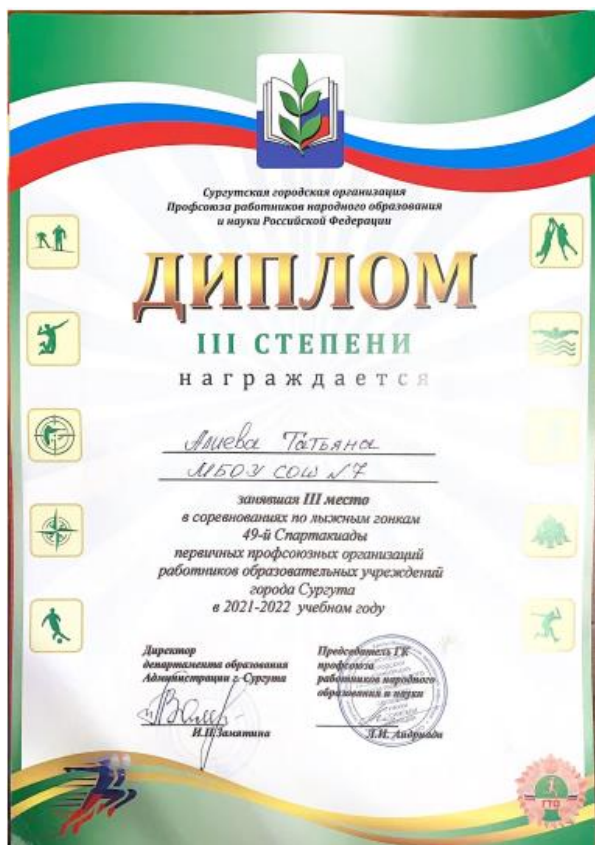 Сургутская городская организация
Профсоюза работников народного образования
и науки Российской Федерации
ДИПЛОМ
III СТЕПЕНИ
награждается
Алиева Татьяна
МБОУ СОШ №7
занявшая III место
в соревнованиях по лыжным гонкам
49-й Спартакиады
первичных профсоюзных организаций
работников образовательных учреждений
города Сургута
в 2021-2022 учебном году
Директор
департамента образования
Администрации г. Сургута
И.П. Замятина
Председатель ГК
профсоюза
работников народного
образования и науки
Л.И. Андриади
ГТО